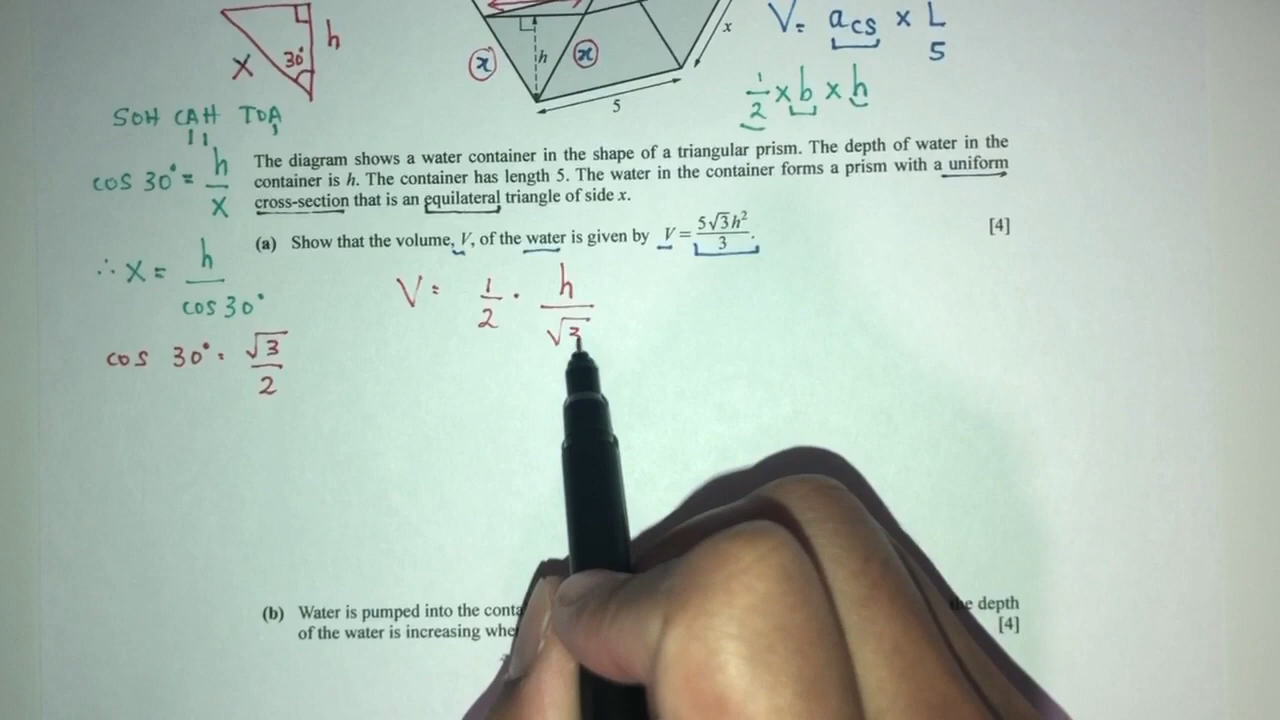 h
X
30°
SOH CAH TOA
cos 30° = h/x
∴ x = h/cos 30°
cos 30° = √3/2
x
h
x
x
5
V = acs × L
5
1/2 × b × h
The diagram shows a water container in the shape of a triangular prism. The depth of water in the
container is h. The container has length 5. The water in the container forms a prism with a uniform
cross-section that is an equilateral triangle of side x.
(a) Show that the volume, V, of the water is given by V = 5√3h²/3.
[4]
V = 1/2 · h/√3
(b) Water is pumped into the
the depth
of the water is increasing
[4]